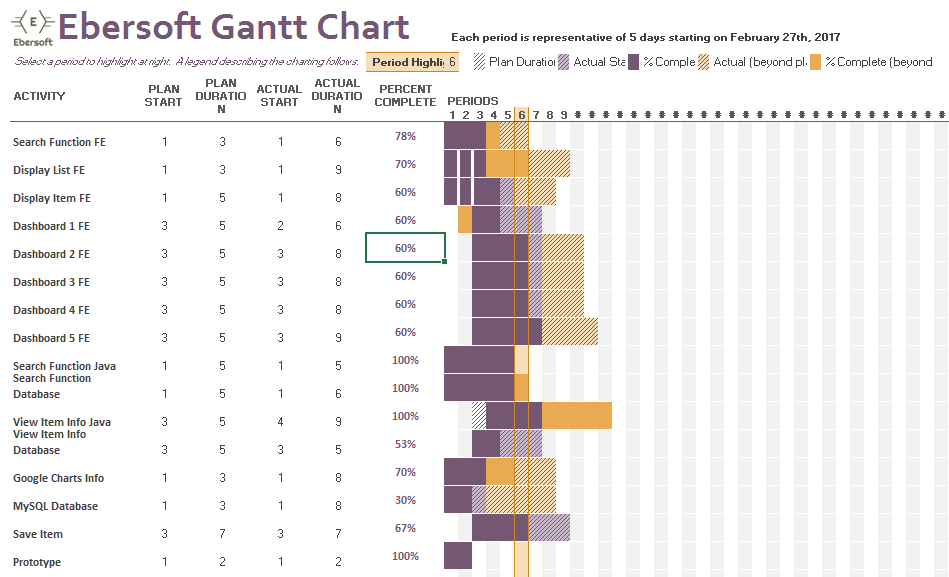 E
Ebersoft
Ebersoft Gantt Chart
Each period is representative of 5 days starting on February 27th, 2017
Select a period to highlight at right. A legend describing the charting follows.
Period Highli 6
Plan Duration
Actual Sta
% Comple
Actual (beyond pl
% Complete (beyond
ACTIVITY
PLAN
START
PLAN
DURATIO
N
ACTUAL
START
ACTUAL
DURATIO
N
PERCENT
COMPLETE
PERIODS
1 2 3 4 5 6 7 8 9 # # # # # # # # # # # # # # # # # # # # # # # # # # #
Search Function FE 1 3 1 6 78%
Display List FE 1 3 1 9 70%
Display Item FE 1 5 1 8 60%
Dashboard 1 FE 3 5 2 6 60%
Dashboard 2 FE 3 5 3 8 60%
Dashboard 3 FE 3 5 3 8 60%
Dashboard 4 FE 3 5 3 8 60%
Dashboard 5 FE 3 5 3 9 60%
Search Function Java 1 5 1 5 100%
Search Function
Database 1 5 1 6 100%
View Item Info Java 3 5 4 9 100%
View Item Info
Database 3 5 3 5 53%
Google Charts Info 1 3 1 8 70%
MySQL Database 1 3 1 8 30%
Save Item 3 7 3 7 67%
Prototype 1 2 1 2 100%